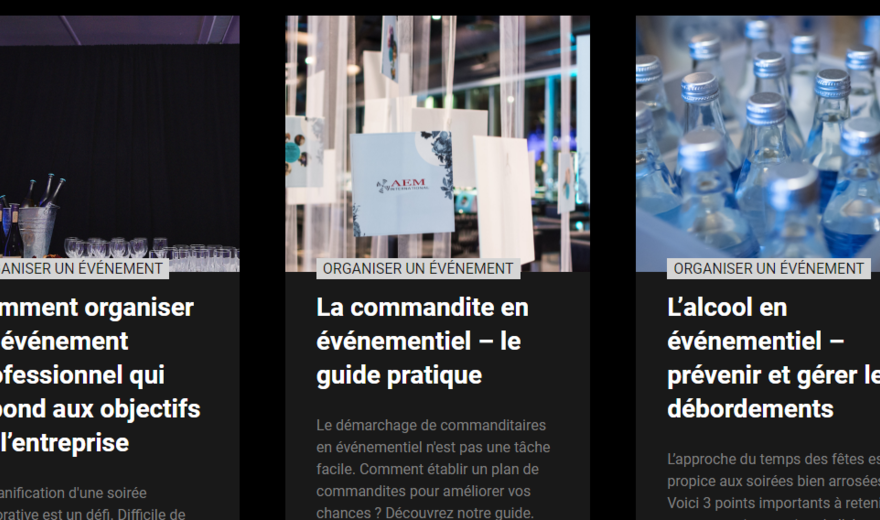 AEM
ANISER UN ÉVÉNEMENT
mment organiser
événement
ofessionnel qui
pond aux objectifs
l'entreprise
anification d'une soirée
orative est un défi. Difficile de
ORGANISER UN ÉVÉNEMENT
La commandite en
événementiel – le
guide pratique
Le démarchage de commanditaires
en événementiel n'est pas une tâche
facile. Comment établir un plan de
commandites pour améliorer vos
chances ? Découvrez notre guide.
ORGANISER UN ÉVÉNEMENT
L'alcool en
événementiel –
prévenir et gérer le
débordements
L'approche du temps des fêtes es
propice aux soirées bien arrosées
Voici 3 points importants à reteni